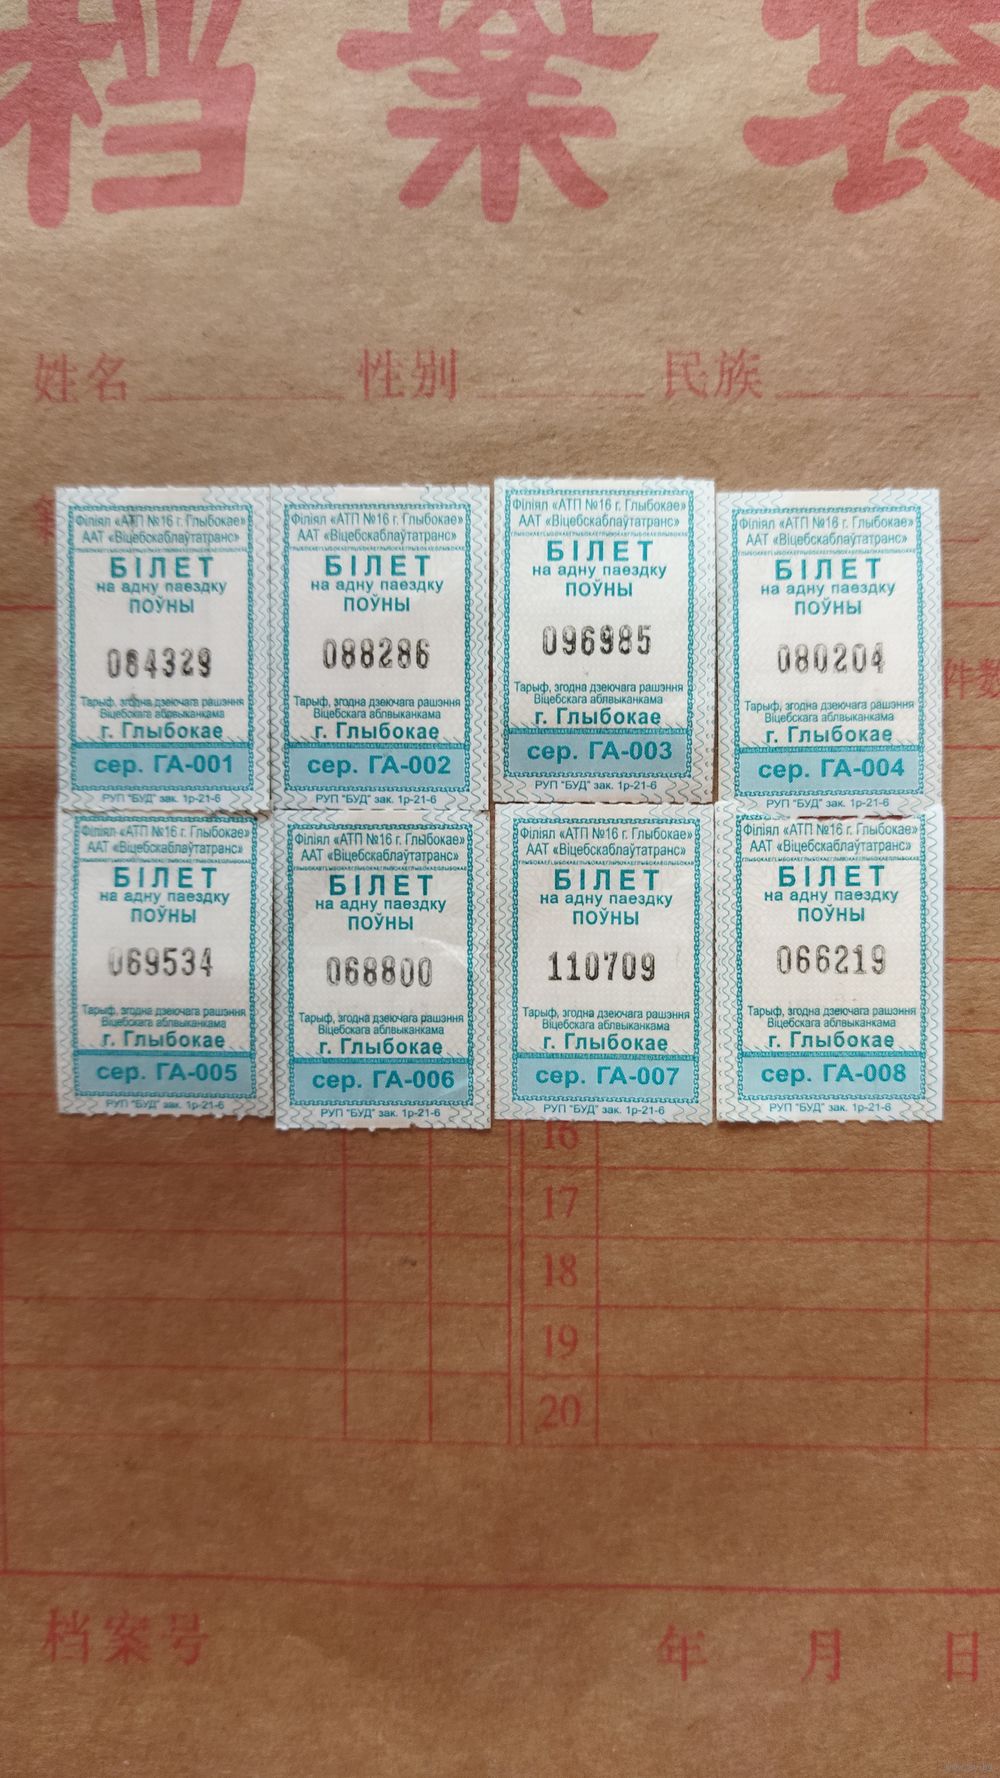 档案袋
姓名 性别 民族
Філіял «АТП №16 г. Глыбокае»
ААТ «Віцебскаблаўтатранс»
БІЛЕТ
на адну паездку
ПОЎНЫ
064329
Тарыф, згодна дзеючага рашэння
Віцебскага аблвыканкама
г. Глыбокае
сер. ГА-001
РУП "БУД" зак. 1р-21-6
Філіял «АТП №16 г. Глыбокае»
ААТ «Віцебскаблаўтатранс»
БІЛЕТ
на адну паездку
ПОЎНЫ
088286
Тарыф, згодна дзеючага рашэння
Віцебскага аблвыканкама
г. Глыбокае
сер. ГА-002
РУП "БУД" зак. 1р-21-6
Філіял «АТП №16 г. Глыбокае»
ААТ «Віцебскаблаўтатранс»
БІЛЕТ
на адну паездку
ПОЎНЫ
096985
Тарыф, згодна дзеючага рашэння
Віцебскага аблвыканкама
г. Глыбокае
сер. ГА-003
РУП "БУД" зак. 1р-21-6
Філіял «АТП №16 г. Глыбокае»
ААТ «Віцебскаблаўтатранс»
БІЛЕТ
на адну паездку
ПОЎНЫ
080204
Тарыф, згодна дзеючага рашэння
Віцебскага аблвыканкама
г. Глыбокае
сер. ГА-004
РУП "БУД" зак. 1р-21-6
件数
Філіял «АТП №16 г. Глыбокае»
ААТ «Віцебскаблаўтатранс»
БІЛЕТ
на адну паездку
ПОЎНЫ
069534
Тарыф, згодна дзеючага рашэння
Віцебскага аблвыканкама
г. Глыбокае
сер. ГА-005
РУП "БУД" зак. 1р-21-6
Філіял «АТП №16 г. Глыбокае»
ААТ «Віцебскаблаўтатранс»
БІЛЕТ
на адну паездку
ПОЎНЫ
068800
Тарыф, згодна дзеючага рашэння
Віцебскага аблвыканкама
г. Глыбокае
сер. ГА-006
РУП "БУД" зак. 1р-21-6
Філіял «АТП №16 г. Глыбокае»
ААТ «Віцебскаблаўтатранс»
БІЛЕТ
на адну паездку
ПОЎНЫ
110709
Тарыф, згодна дзеючага рашэння
Віцебскага аблвыканкама
г. Глыбокае
сер. ГА-007
РУП "БУД" зак. 1р-21-6
Філіял «АТП №16 г. Глыбокае»
ААТ «Віцебскаблаўтатранс»
БІЛЕТ
на адну паездку
ПОЎНЫ
066219
Тарыф, згодна дзеючага рашэння
Віцебскага аблвыканкама
г. Глыбокае
сер. ГА-008
РУП "БУД" зак. 1р-21-6
16
17
18
19
20
档案号 年 月 日